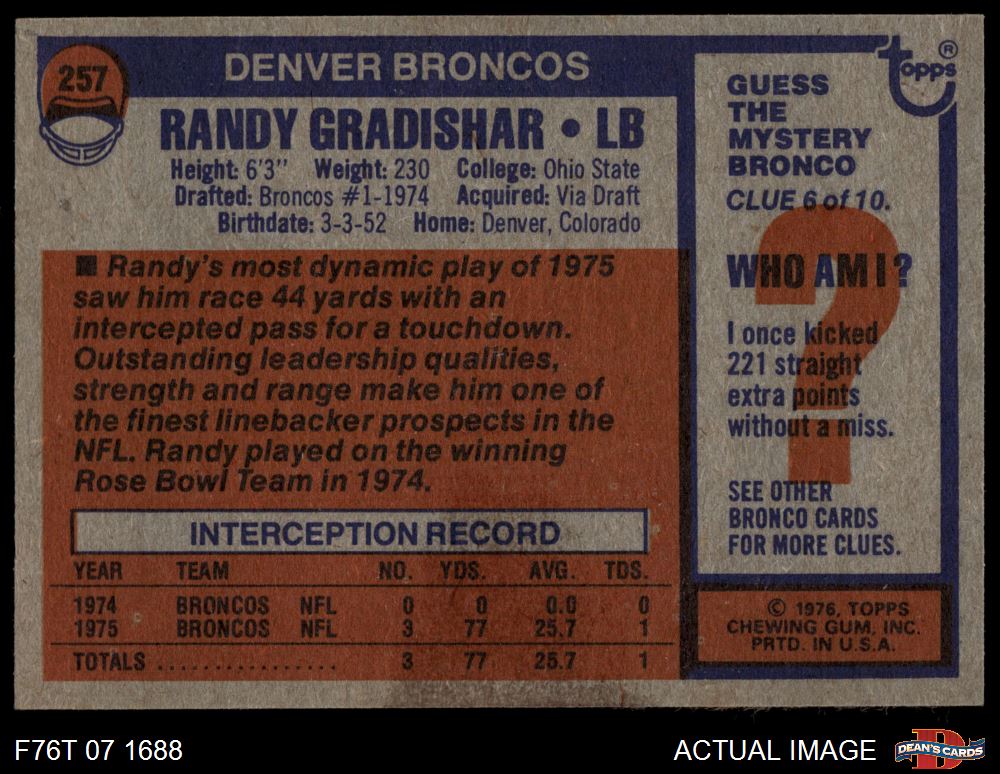 257
DENVER BRONCOS
RANDY GRADISHAR • LB
Height: 6'3" Weight: 230 College: Ohio State
Drafted: Broncos #1-1974 Acquired: Via Draft
Birthdate: 3-3-52 Home: Denver, Colorado
■ Randy's most dynamic play of 1975
saw him race 44 yards with an
intercepted pass for a touchdown.
Outstanding leadership qualities,
strength and range make him one of
the finest linebacker prospects in the
NFL. Randy played on the winning
Rose Bowl Team in 1974.
INTERCEPTION RECORD
YEAR TEAM NO. YDS. AVG. TDS.
1974 BRONCOS NFL 0 0 0.0 0
1975 BRONCOS NFL 3 77 25.7 1
TOTALS ................ 3 77 25.7 1
topps ®
GUESS
THE
MYSTERY
BRONCO
CLUE 6 of 10.
?
WHO AM I?
I once kicked
221 straight
extra points
without a miss.
SEE OTHER
BRONCO CARDS
FOR MORE CLUES.
© 1976, TOPPS
CHEWING GUM, INC.
PRTD. IN U.S.A.
F76T 07 1688
ACTUAL IMAGE
D
DEAN'S CARDS